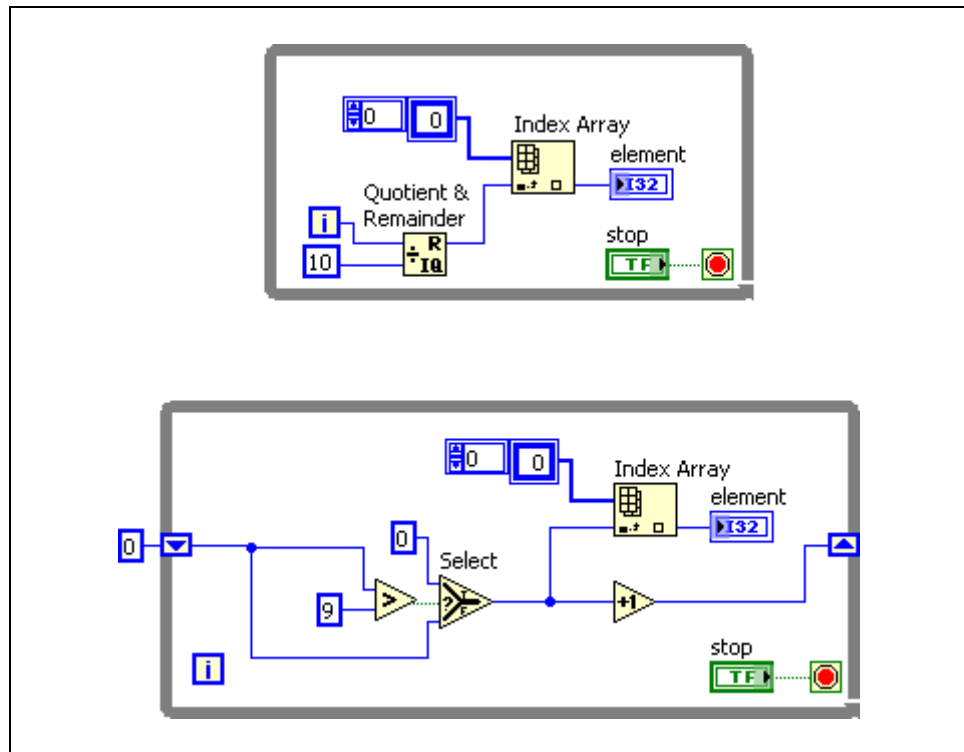 0 0
Index Array
element
I32
Quotient &
Remainder
i
R
IQ
10
stop
TF
0 0
Index Array
element
I32
0
0
Select
?
T
F
>
9
+1
i
stop
TF